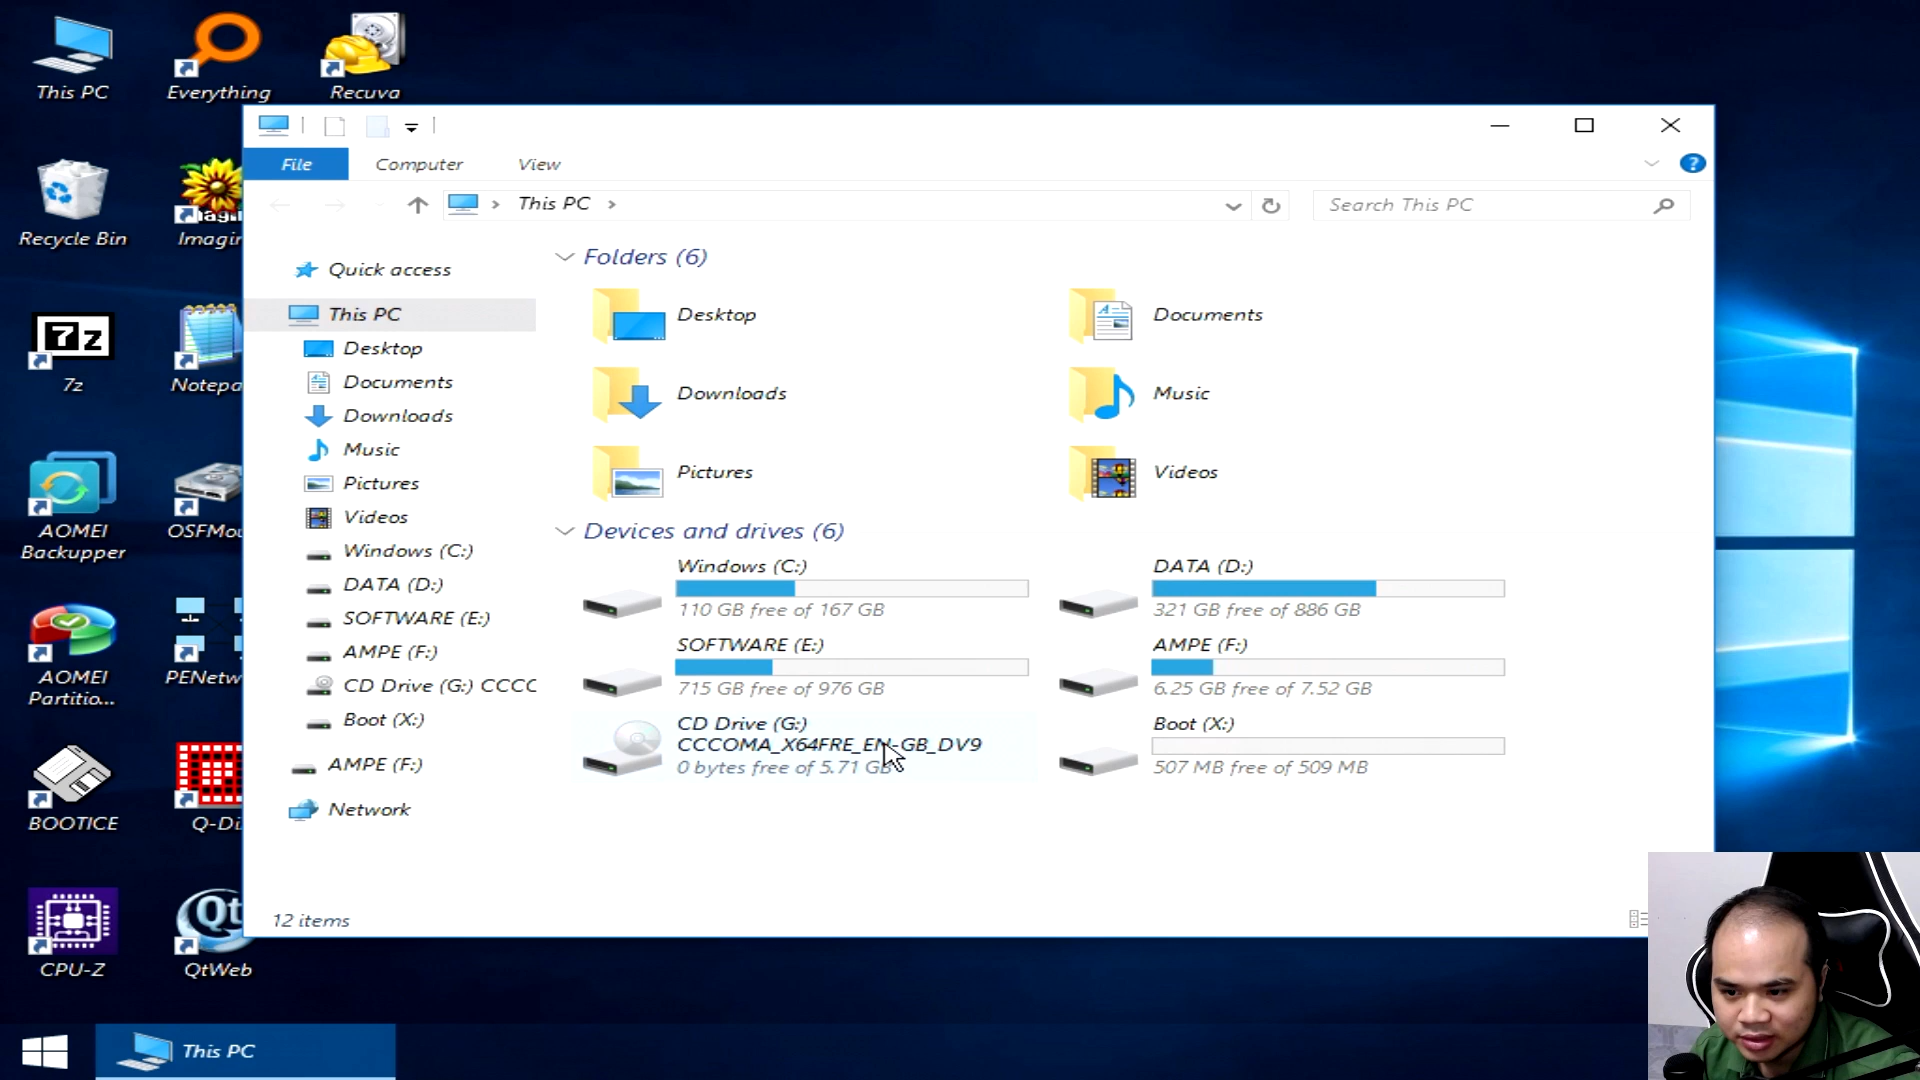 This PC
Everything
Recuva
Recycle Bin
Imagin
7z
Notepa
AOMEI
Backupper
OSFMou
AOMEI
Partitio...
PENetw
BOOTICE
Q-Di
CPU-Z
QtWeb
File
Computer
View
This PC
Search This PC
Quick access
This PC
Desktop
Documents
Downloads
Music
Pictures
Videos
Windows (C:)
DATA (D:)
SOFTWARE (E:)
AMPE (F:)
CD Drive (G:) CCCC
Boot (X:)
AMPE (F:)
Network
Folders (6)
Desktop
Documents
Downloads
Music
Pictures
Videos
Devices and drives (6)
Windows (C:)
110 GB free of 167 GB
DATA (D:)
321 GB free of 886 GB
SOFTWARE (E:)
715 GB free of 976 GB
AMPE (F:)
6.25 GB free of 7.52 GB
CD Drive (G:)
CCCOMA_X64FRE_EN-GB_DV9
0 bytes free of 5.71 GB
Boot (X:)
507 MB free of 509 MB
12 items
This PC